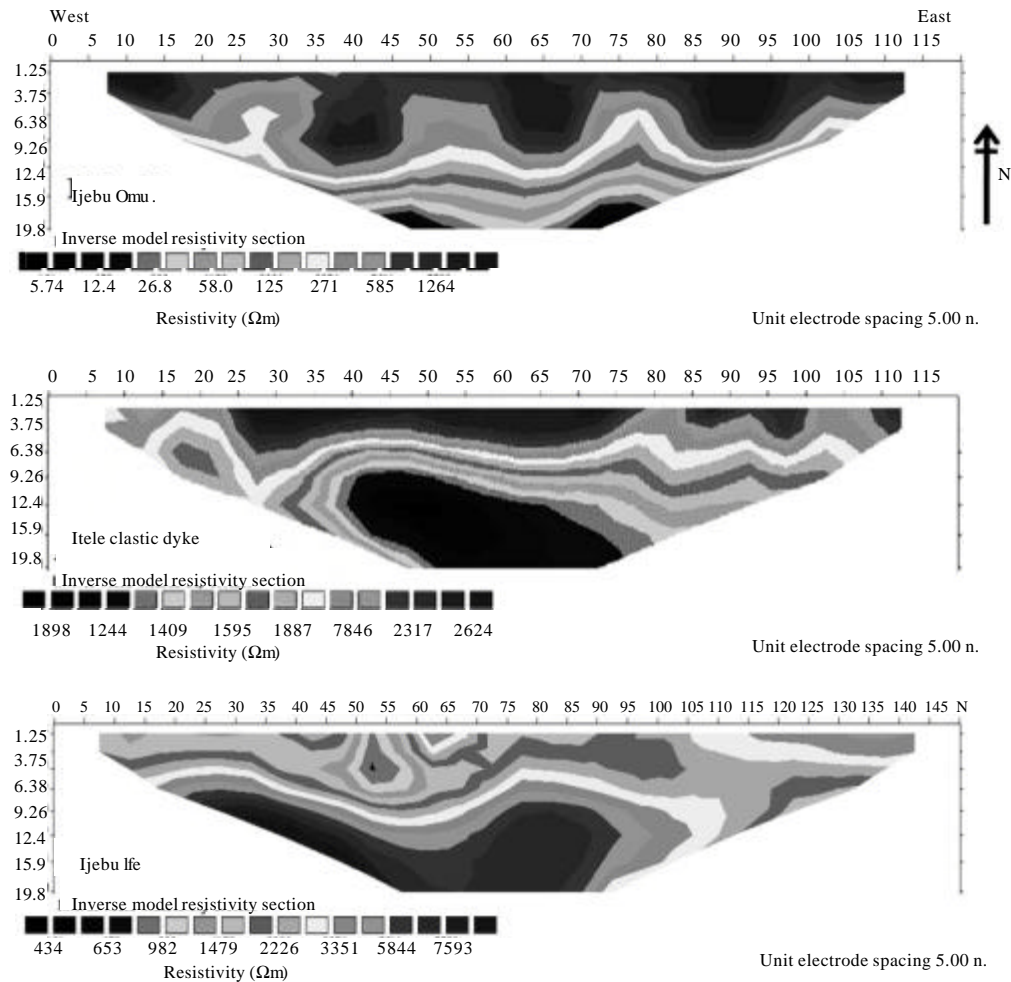 West East
0 5 10 15 20 25 30 35 40 45 50 55 60 65 70 75 80 85 90 95 100 105 112 115
1.25
3.75
6.38
9.26
12.4
15.9
19.8
N
Ijebu Omu.
Inverse model resistivity section
5.74 12.4 26.8 58.0 125 271 585 1264
Resistivity (Ωm)
Unit electrode spacing 5.00 n.
0 5 10 15 20 25 30 35 40 45 50 55 60 65 70 75 80 85 90 95 100 105 112 115
1.25
3.75
6.38
9.26
12.4
15.9
19.8
Itele clastic dyke
Inverse model resistivity section
1898 1244 1409 1595 1887 7846 2317 2624
Resistivity (Ωm)
Unit electrode spacing 5.00 n.
0 5 10 15 20 25 30 35 40 45 50 55 60 65 70 75 80 85 90 95 100 105 110 115 120 125 130 135 140 145 N
1.25
3.75
6.38
9.26
12.4
15.9
19.8
Ijebu Ife
Inverse model resistivity section
434 653 982 1479 2226 3351 5844 7593
Resistivity (Ωm)
Unit electrode spacing 5.00 n.